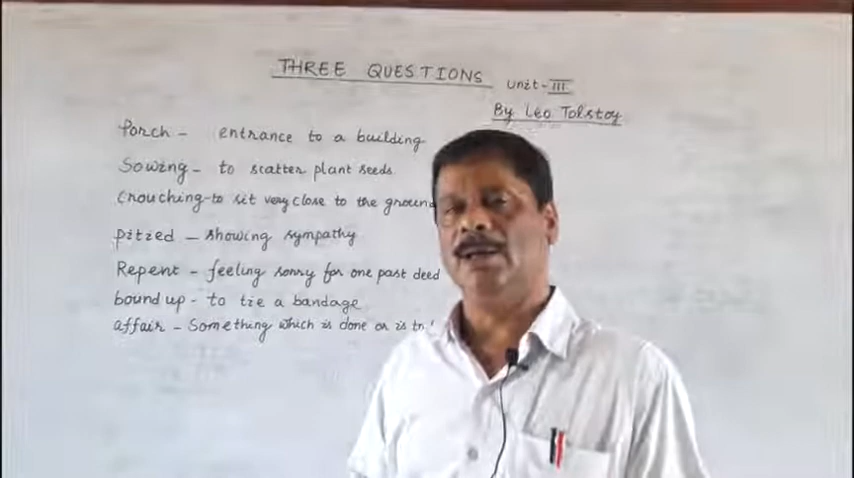 THREE QUESTIONS
Unit-III
By Leo Tolstoy
Porch - entrance to a building
Sowing - to scatter plant seeds
Crouching - to sit very close to the ground
pitied - showing sympathy
Repent - feeling sorry for one past deed
bound up - to tie a bandage
affair - Something which is done or is to